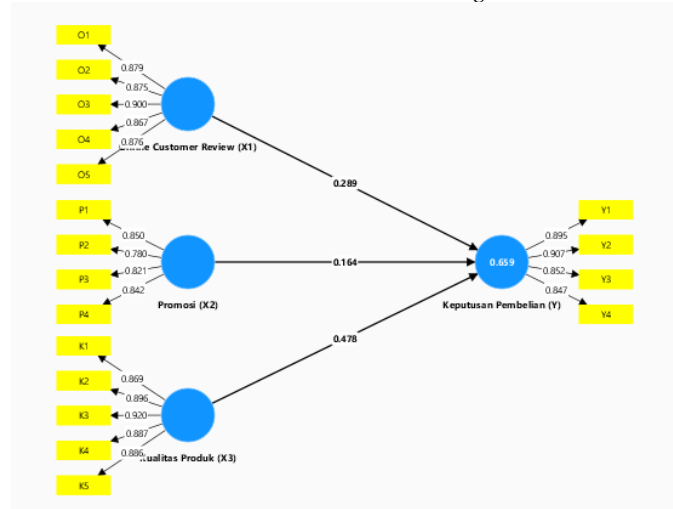 O1
0.879
O2
0.875
O3
0.900
O4
0.867
O5
0.876
Customer Review (X1)
0.289
P1
0.850
P2
0.780
P3
0.821
P4
0.842
Promosi (X2)
0.164
K1
0.869
K2
0.896
K3
0.920
K4
0.887
K5
0.886
Produk (X3)
0.478
0.659
Keputusan Pembelian (Y)
Y1
0.895
Y2
0.907
Y3
0.852
Y4
0.847